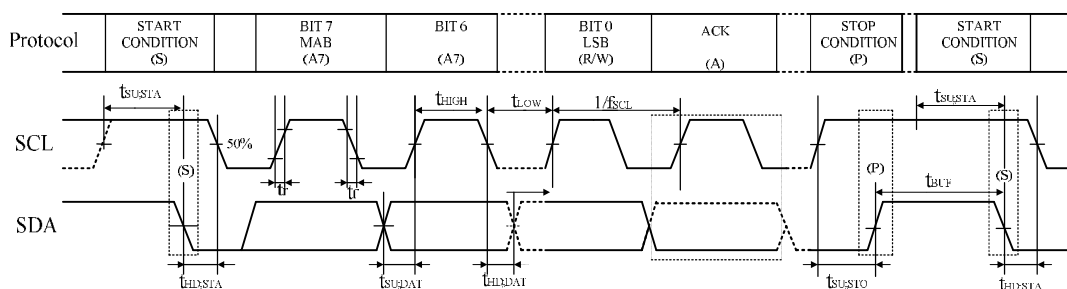 Protocol
START CONDITION (S)
BIT 7 MAB (A7)
BIT 6 (A7)
BIT 0 LSB (R/W)
ACK (A)
STOP CONDITION (P)
START CONDITION (S)
tSU;STA
tHIGH
tLOW
1/fSCL
tSU;STA
SCL
50%
(S)
(P)
(S)
tr
tf
tBUF
SDA
tHD;STA
tSU;DAT
tHD;DAT
tSU;STO
tHD;STA